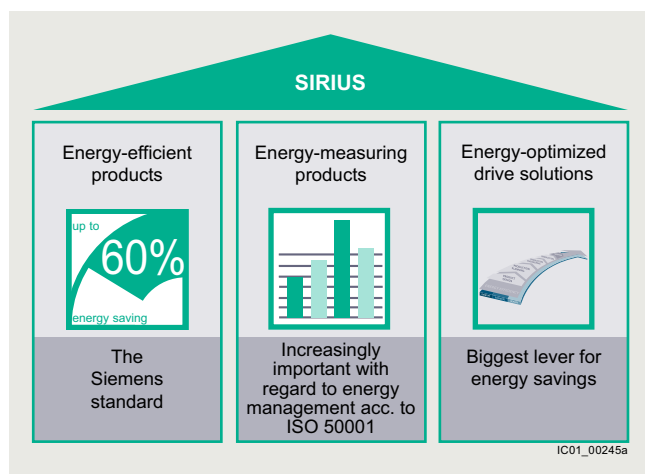 SIRIUS
Energy-efficient
products
up to
60%
energy saving
The
Siemens
standard
Energy-measuring
products
Increasingly
important with
regard to energy
management acc. to
ISO 50001
Energy-optimized
drive solutions
Biggest lever for
energy savings
IC01_00245a